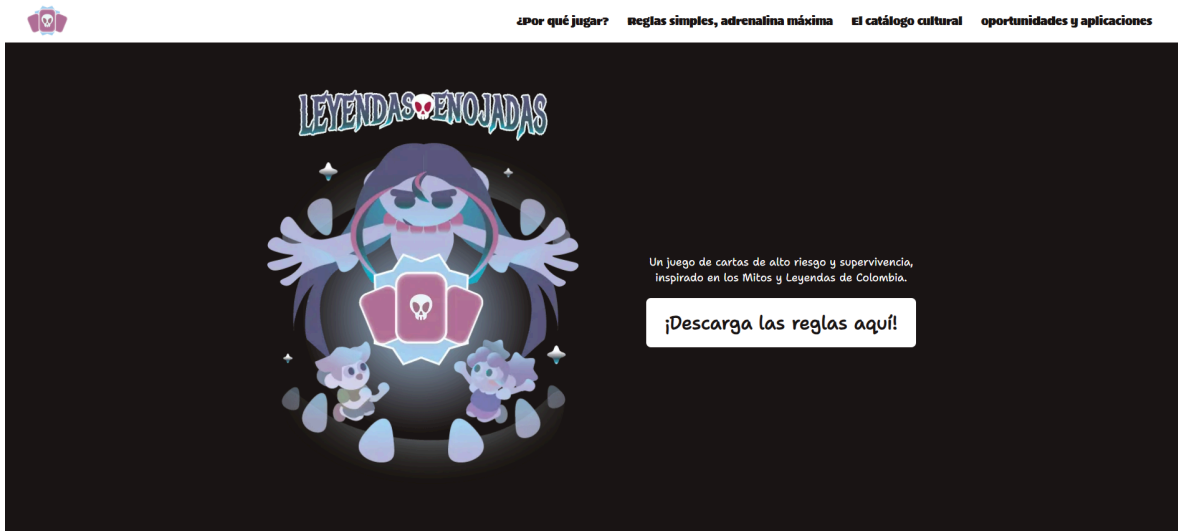 ¿Por qué jugar? Reglas simples, adrenalina máxima El catálogo cultural oportunidades y aplicaciones
LEYENDAS ENOJADAS
Un juego de cartas de alto riesgo y supervivencia,
inspirado en los Mitos y Leyendas de Colombia.
¡Descarga las reglas aquí!